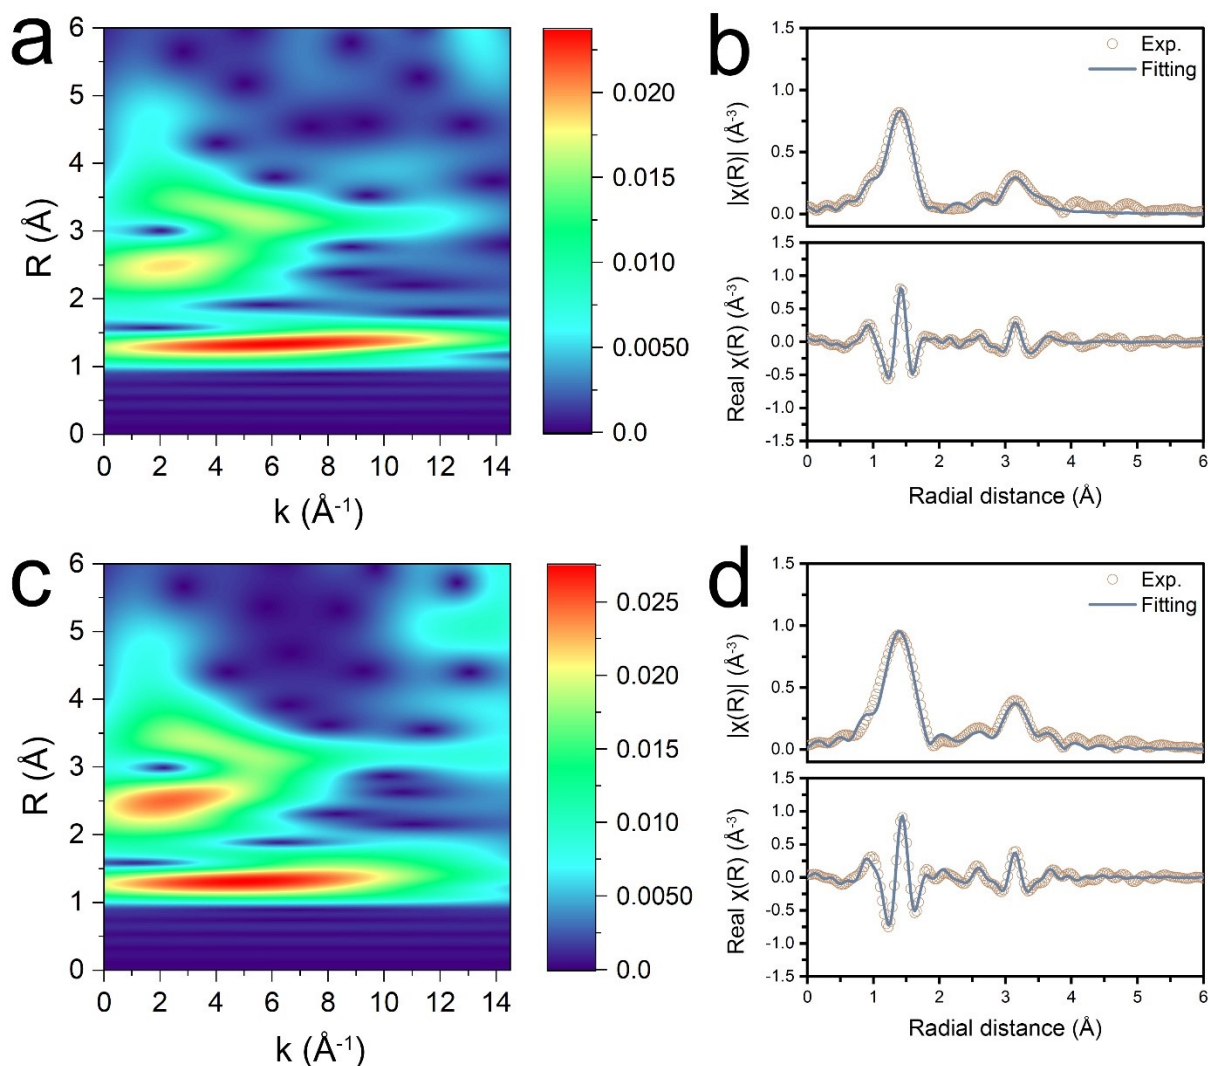 a
6
5
4
3
2
1
0
R (Å)
0 2 4 6 8 10 12 14
k (Å⁻¹)
0.020
0.015
0.010
0.0050
0.0
b
Exp.
Fitting
1.5
1.0
0.5
0.0
|χ(R)| (Å⁻³)
1.5
1.0
0.5
0.0
-0.5
-1.0
-1.5
Real χ(R) (Å⁻³)
0 1 2 3 4 5 6
Radial distance (Å)
c
6
5
4
3
2
1
0
R (Å)
0 2 4 6 8 10 12 14
k (Å⁻¹)
0.025
0.020
0.015
0.010
0.0050
0.0
d
Exp.
Fitting
1.5
1.0
0.5
0.0
|χ(R)| (Å⁻³)
1.5
1.0
0.5
0.0
-0.5
-1.0
-1.5
Real χ(R) (Å⁻³)
0 1 2 3 4 5 6
Radial distance (Å)